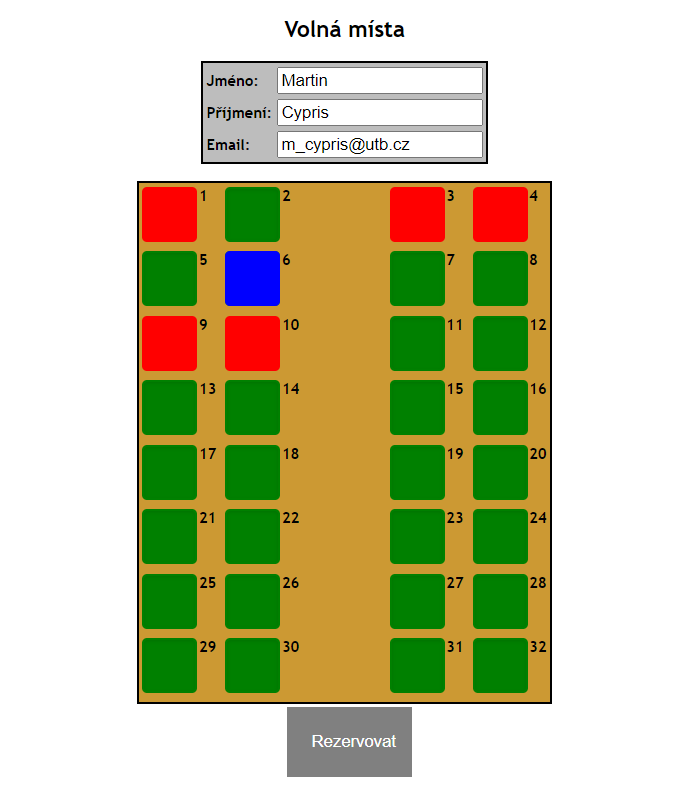 Volná místa
Jméno: Martin
Příjmení: Cypris
Email: m_cypris@utb.cz
1 2 3 4
5 6 7 8
9 10 11 12
13 14 15 16
17 18 19 20
21 22 23 24
25 26 27 28
29 30 31 32
Rezervovat